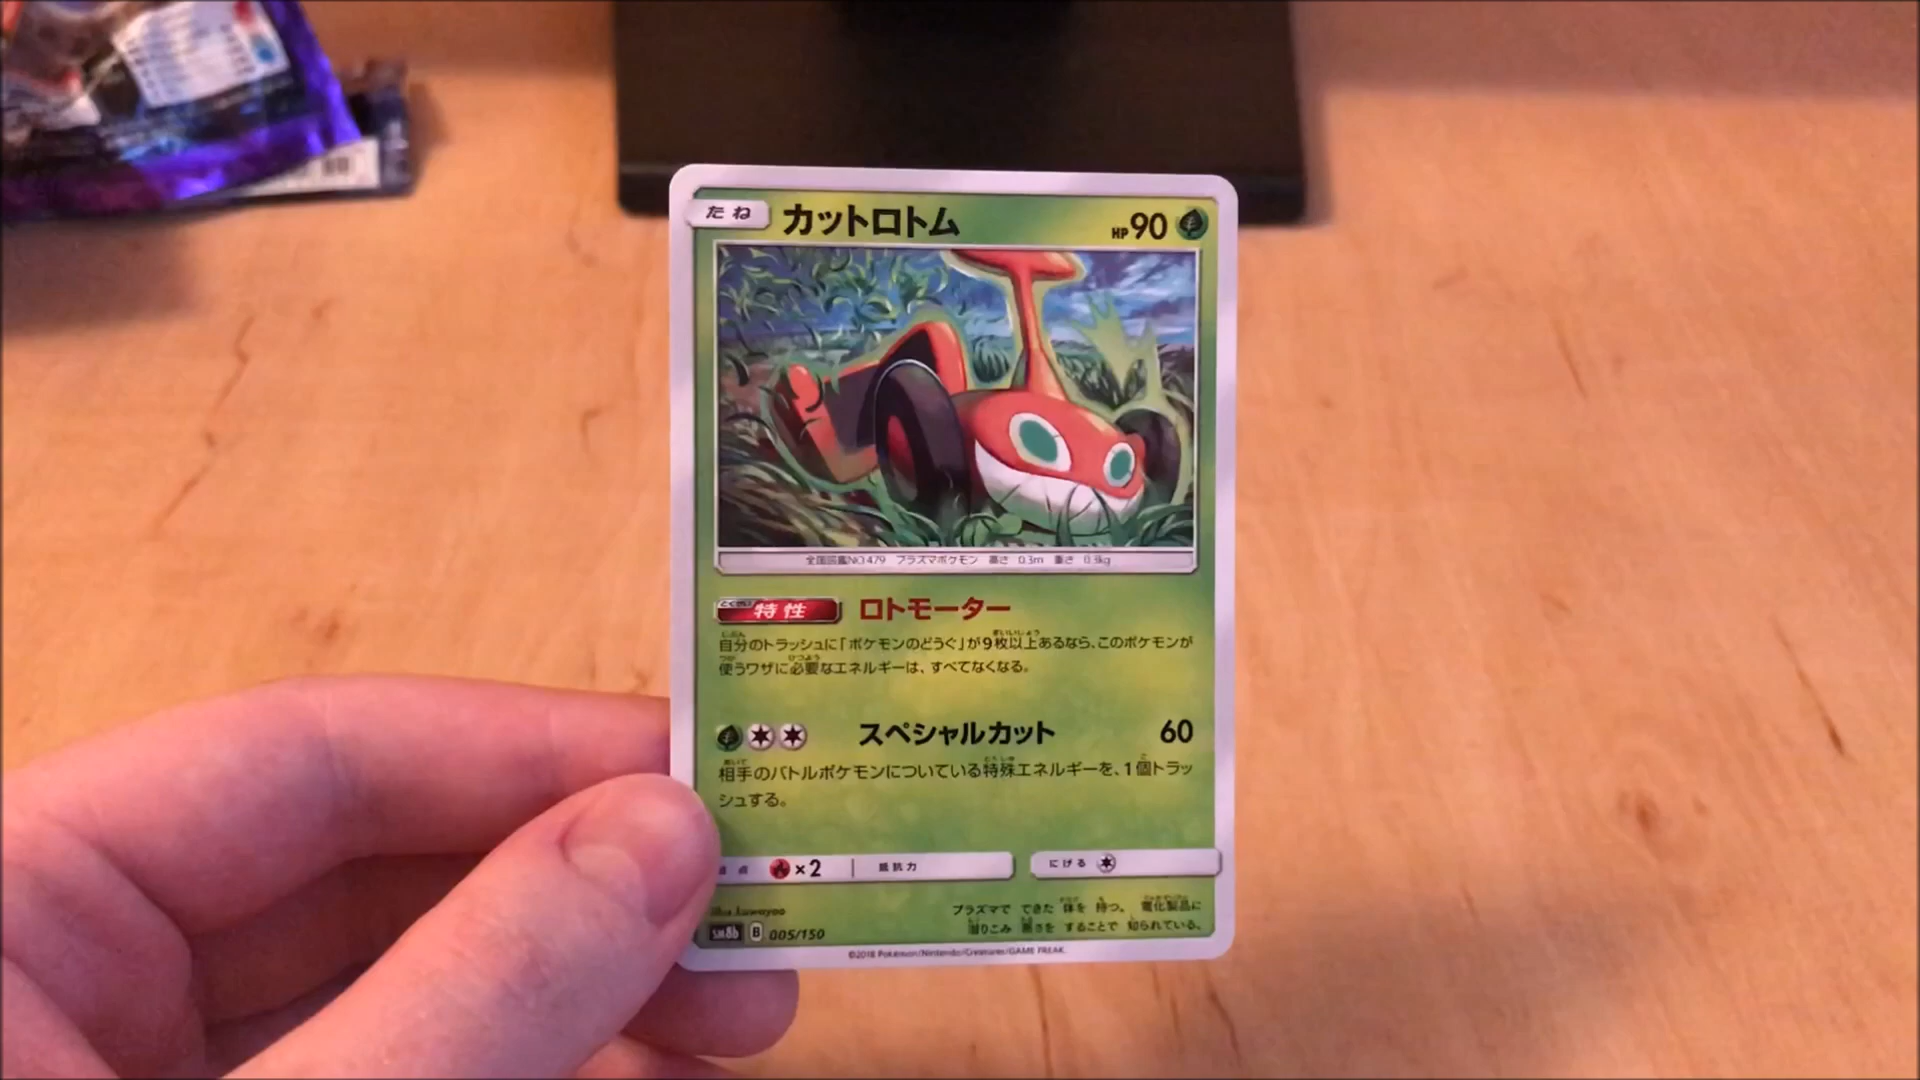 たね カットロトム HP90
全国図鑑NO.479 プラズマポケモン 高さ 0.3m 重さ 0.3kg
特性 ロトモーター
自分のトラッシュに「ポケモンのどうぐ」が9枚以上あるなら、このポケモンが
使うワザに必要なエネルギーは、すべてなくなる。
スペシャルカット 60
相手のバトルポケモンについている特殊エネルギーを、1個トラッ
シュする。
×2 抵抗力 にげる
kuwayoo
プラズマで できた 体を 持つ。 電化製品に
潜りこみ 悪さを することで 知られている。
SM8b B 005/150
©2018 Pokémon/Nintendo/Creatures/GAME FREAK.